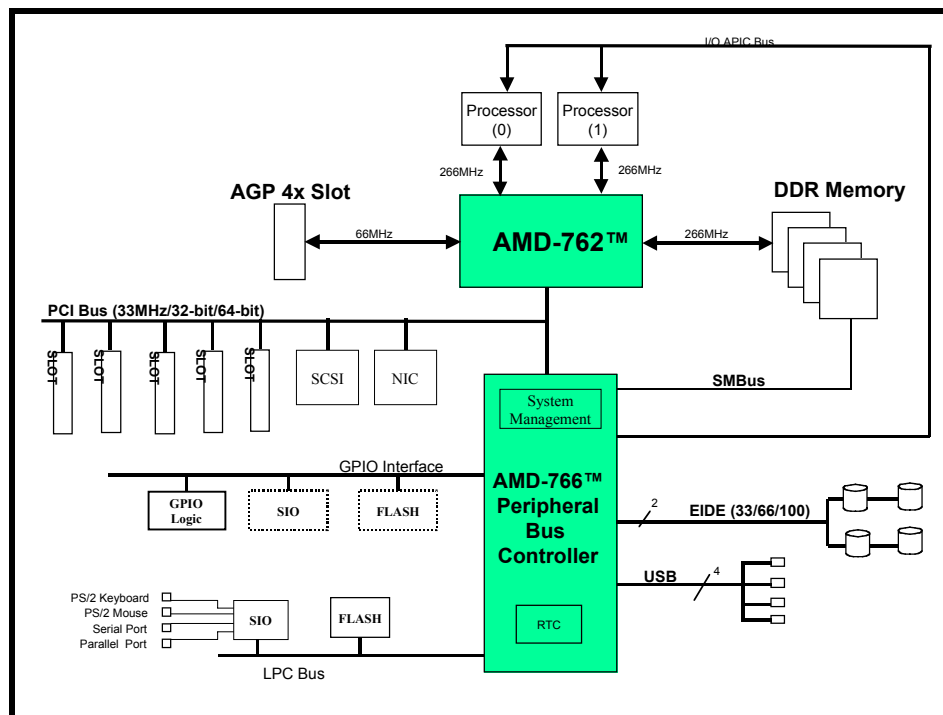 I/O APIC Bus
Processor
(0)
Processor
(1)
266MHz
266MHz
AGP 4x Slot
DDR Memory
66MHz
AMD-762™
266MHz
PCI Bus (33MHz/32-bit/64-bit)
SLOT
SLOT
SLOT
SLOT
SLOT
SCSI
NIC
SMBus
System
Management
GPIO Interface
AMD-766™
Peripheral
Bus
Controller
GPIO
Logic
SIO
FLASH
2
EIDE (33/66/100)
USB
4
PS/2 Keyboard
PS/2 Mouse
Serial Port
Parallel Port
SIO
FLASH
RTC
LPC Bus